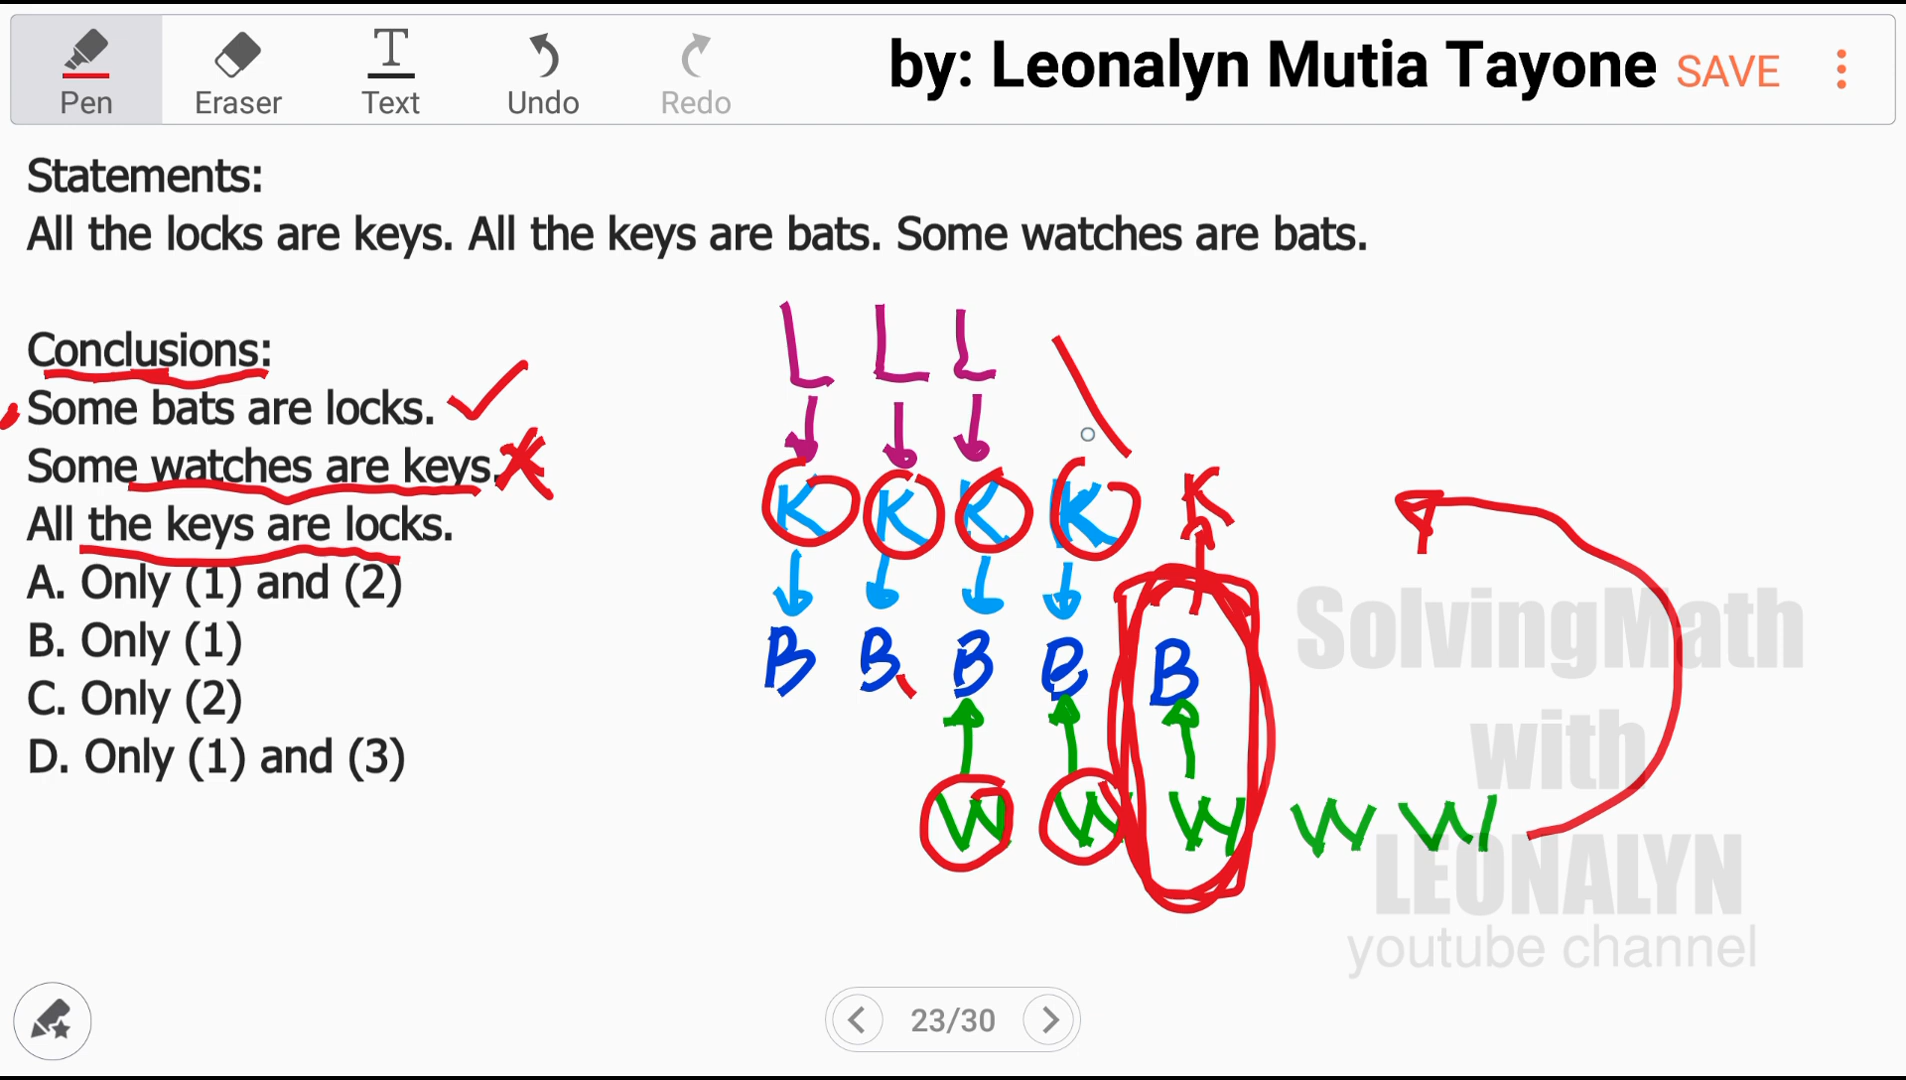 by: Leonalyn Mutia Tayone SAVE
Pen Eraser Text Undo Redo
Statements:
All the locks are keys. All the keys are bats. Some watches are bats.
Conclusions:
Some bats are locks.
Some watches are keys.
All the keys are locks.
A. Only (1) and (2)
B. Only (1)
C. Only (2)
D. Only (1) and (3)
L L L
K K K K K
B B B B B
W W W W W
SolvingMath
with
LEONALYN
youtube channel
23/30